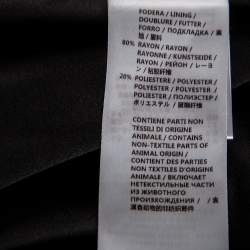 FODERA / LINING /
DOUBLURE / FUTTER /
FORRO / ПОДКЛАДКА / 裏
地 / 里料
80% RAYON / RAYON /
RAYONNE / KUNSTSEIDE /
RAYON / РЕЙОН / レーヨ
ン / 粘胶纤维
20% POLIESTERE / POLYESTER /
POLYESTER / POLYESTER /
POLIESTER / ПОЛИЭСТЕР /
ポリエステル / 聚酯纤维
CONTIENE PARTI NON
TESSILI DI ORIGINE
ANIMALE / CONTAINS
NON-TEXTILE PARTS OF
ANIMAL ORIGIN /
CONTIENT DES PARTIES
NON TEXTILES D'ORIGINE
ANIMALE / ВКЛЮЧАЕТ
НЕТЕКСТИЛЬНЫЕ ЧАСТИ
ИЗ ЖИВОТНОГО
ПРОИЗХОЖДЕНИЯ /